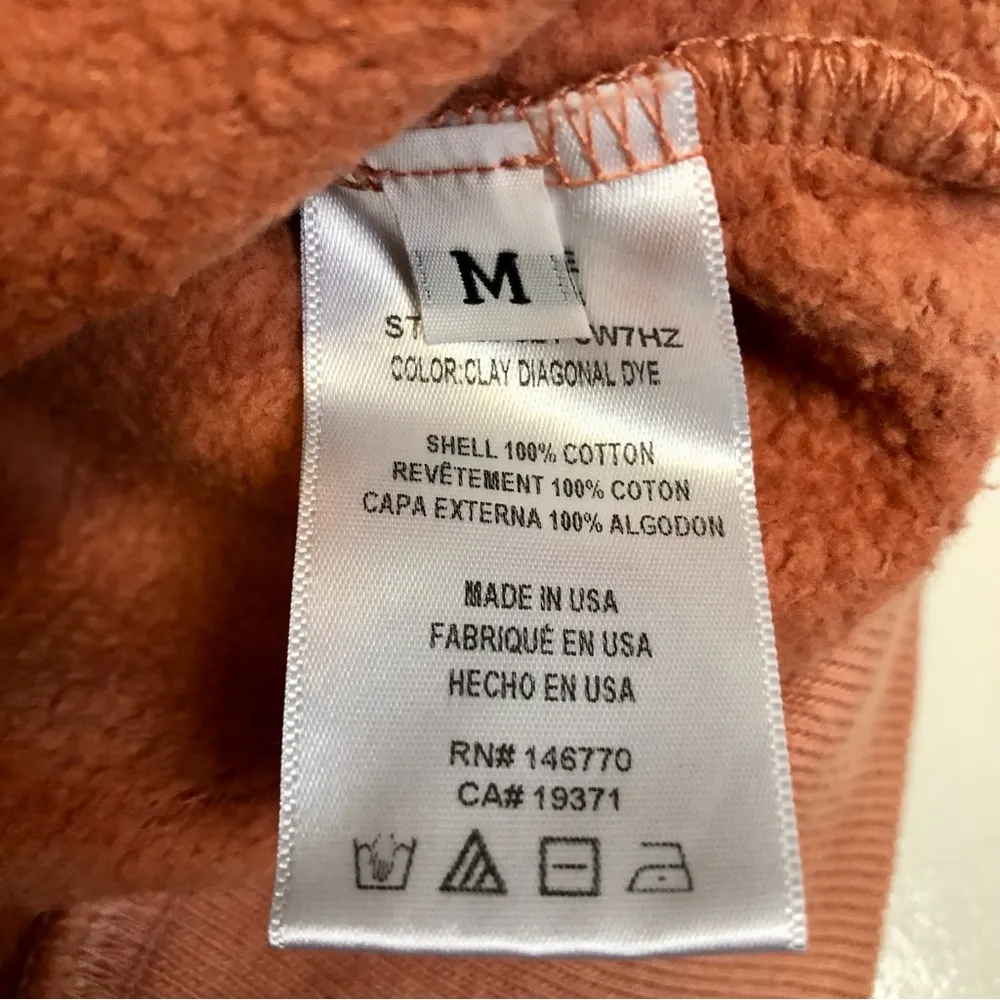 M
COLOR:CLAY DIAGONAL DYE
SHELL 100% COTTON
REVÊTEMENT 100% COTON
CAPA EXTERNA 100% ALGODON
MADE IN USA
FABRIQUÉ EN USA
HECHO EN USA
RN# 146770
CA# 19371